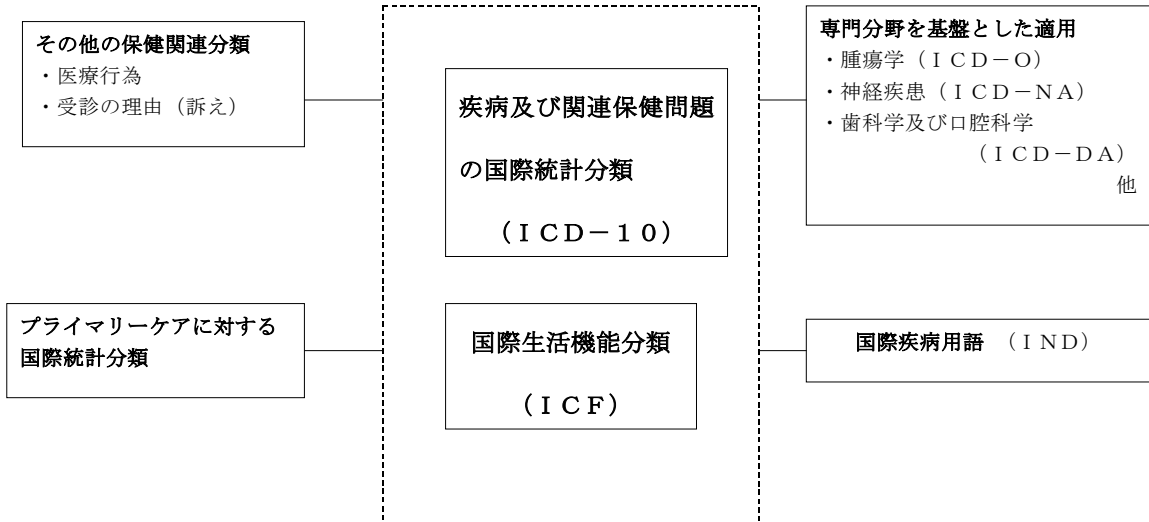 その他の保健関連分類
・医療行為
・受診の理由（訴え）
プライマリーケアに対する
国際統計分類
疾病及び関連保健問題
の国際統計分類
（ＩＣＤ－１０）
国際生活機能分類
（ＩＣＦ）
専門分野を基盤とした適用
・腫瘍学（ＩＣＤ－Ｏ）
・神経疾患（ＩＣＤ－ＮＡ）
・歯科学及び口腔科学
（ＩＣＤ－ＤＡ）
他
国際疾病用語　（ＩＮＤ）